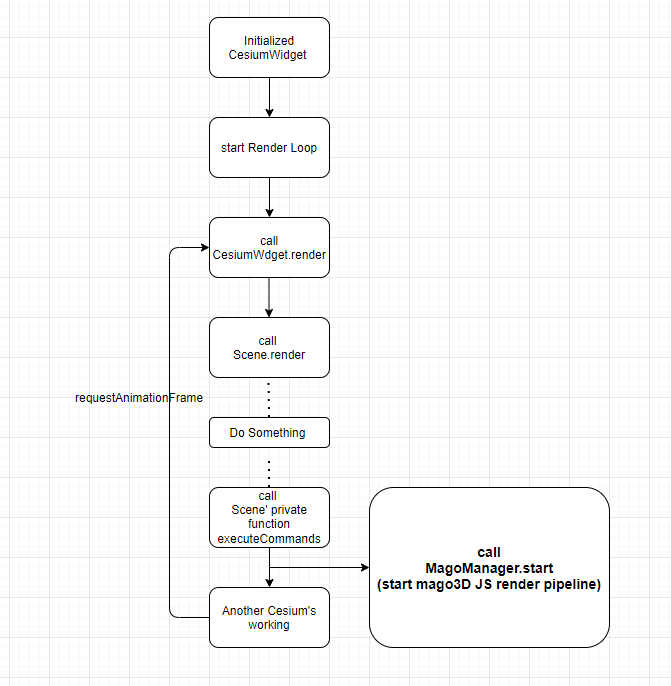 Initialized
CesiumWidget
start Render Loop
call
CesiumWdget.render
call
Scene.render
requestAnimationFrame
Do Something
call
Scene' private
function
executeCommands
call
MagoManager.start
(start mago3D JS render pipeline)
Another Cesium's
working